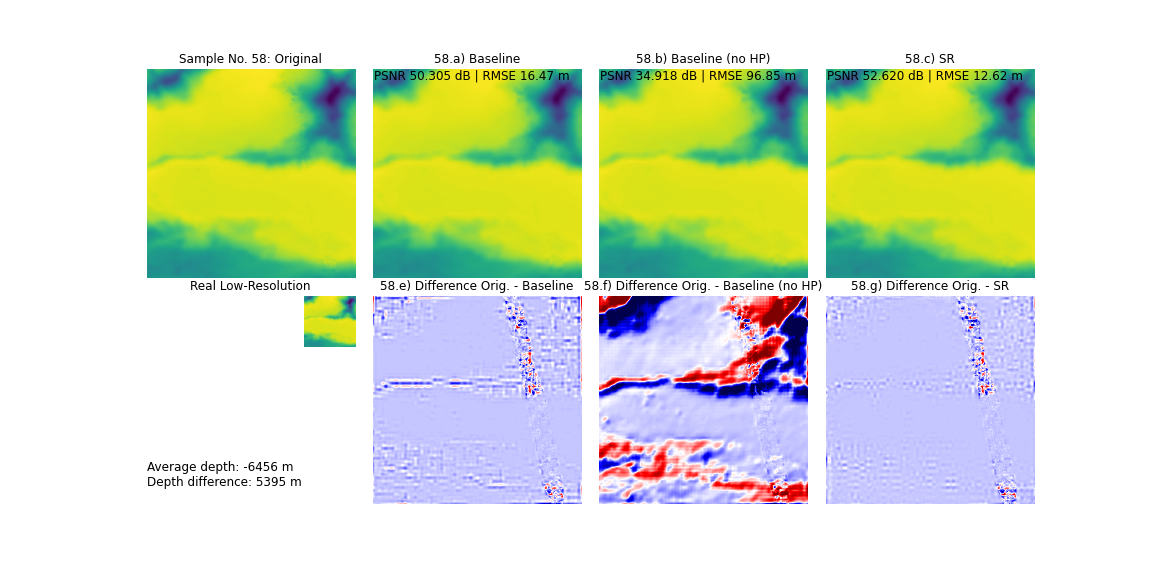 Sample No. 58: Original
58.a) Baseline
58.b) Baseline (no HP)
58.c) SR
PSNR 50.305 dB | RMSE 16.47 m
PSNR 34.918 dB | RMSE 96.85 m
PSNR 52.620 dB | RMSE 12.62 m
Real Low-Resolution
58.e) Difference Orig. - Baseline
58.f) Difference Orig. - Baseline (no HP)
58.g) Difference Orig. - SR
Average depth: -6456 m
Depth difference: 5395 m